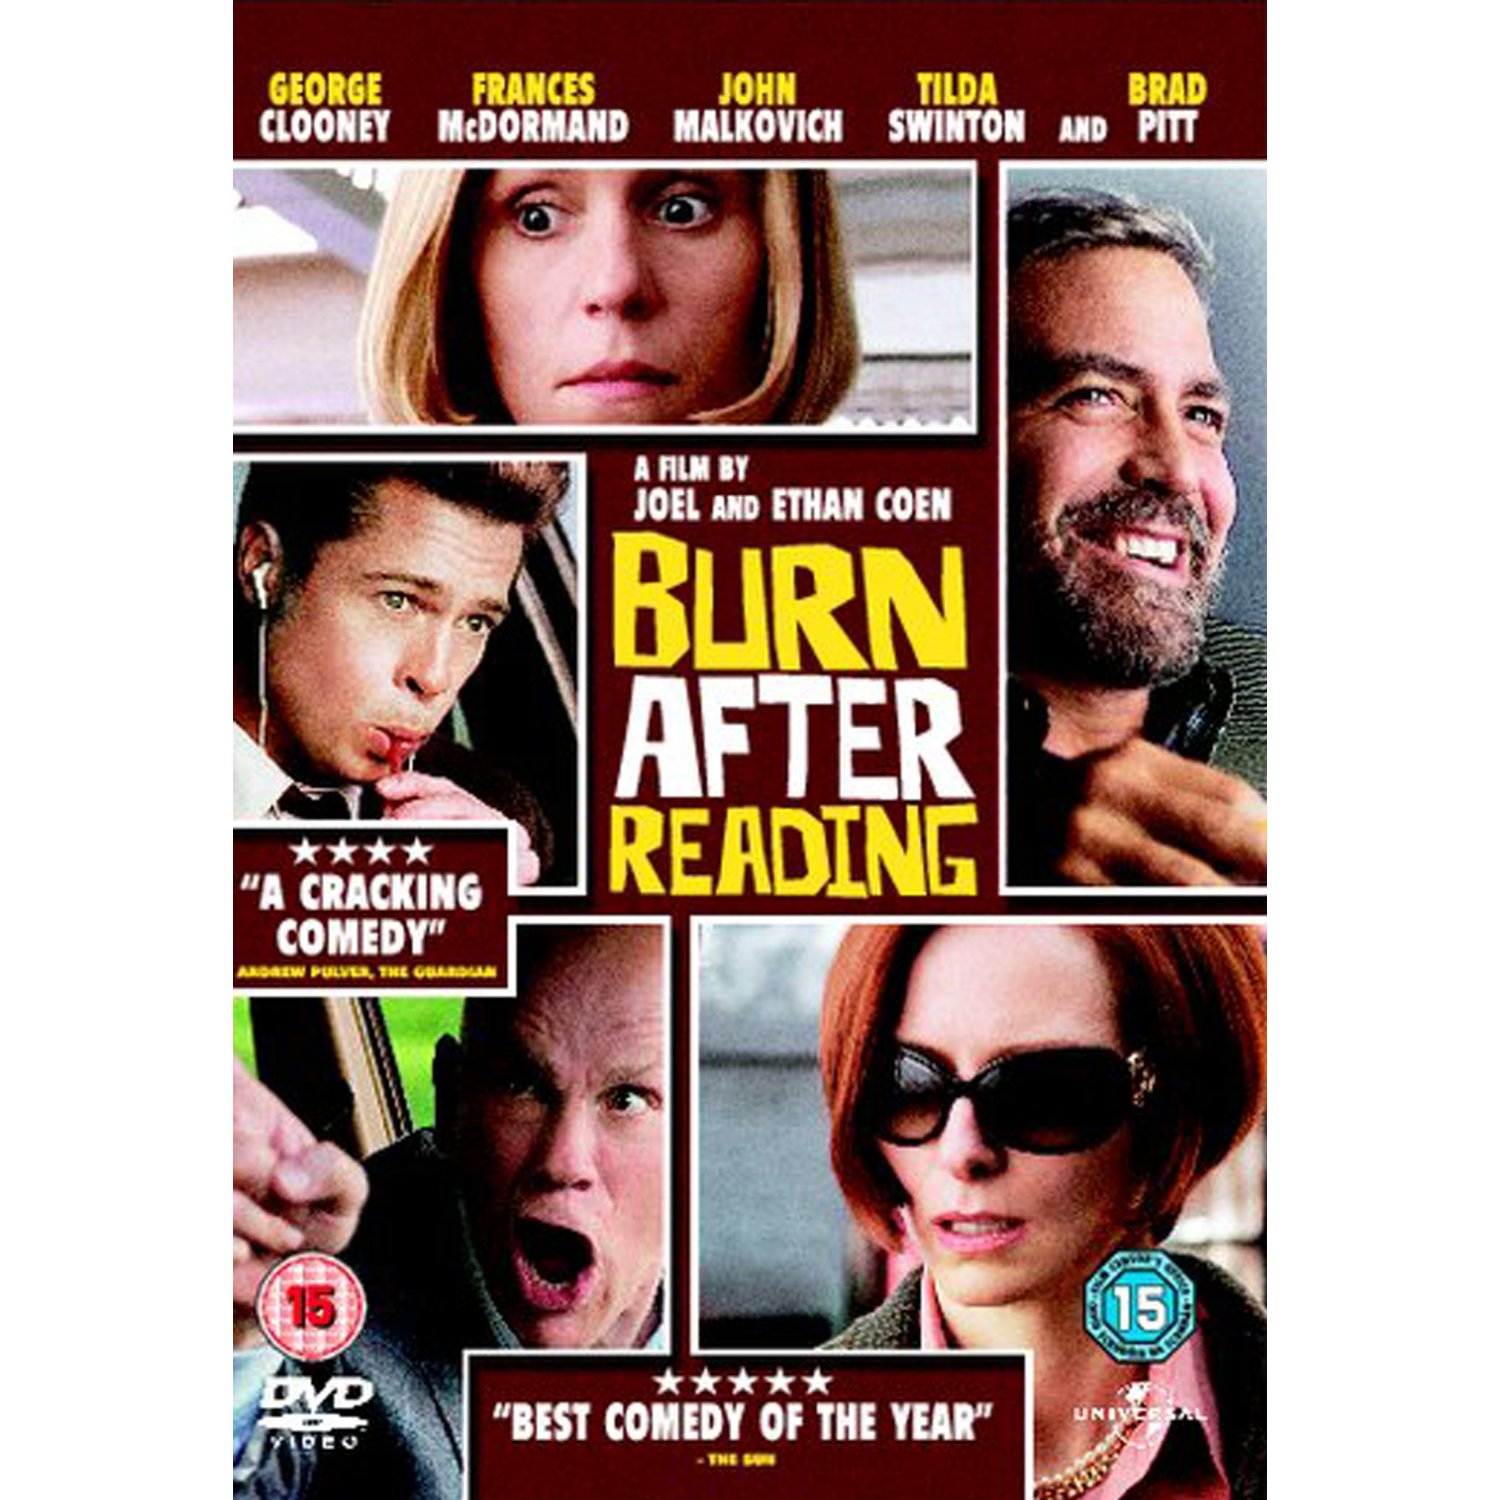 GEORGE FRANCES JOHN TILDA BRAD
CLOONEY McDORMAND MALKOVICH SWINTON AND PITT
A FILM BY
JOEL AND ETHAN COEN
BURN
AFTER
READING
"A CRACKING
COMEDY"
ANDREW PULVER, THE GUARDIAN
15
15
DVD
VIDEO
UNIVERSAL
"BEST COMEDY OF THE YEAR"
- THE SUN